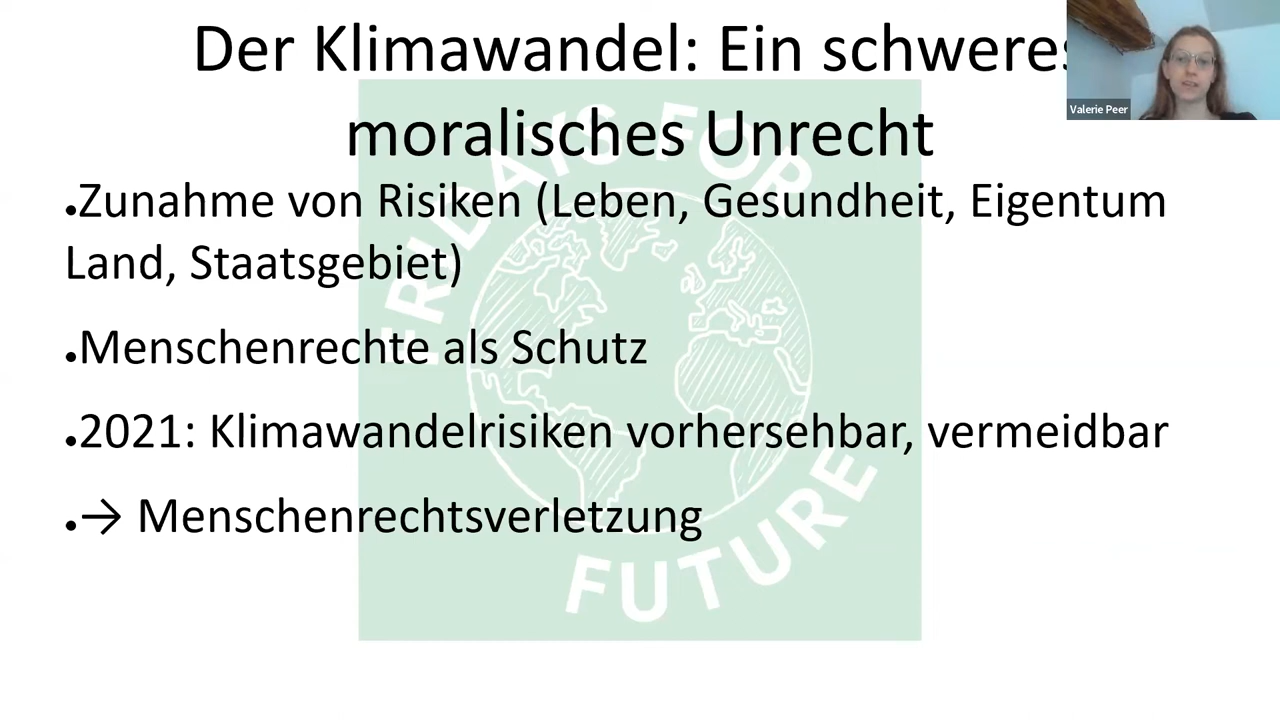 Der Klimawandel: Ein schweres
moralisches Unrecht
Valerie Peer
•Zunahme von Risiken (Leben, Gesundheit, Eigentum
Land, Staatsgebiet)
•Menschenrechte als Schutz
•2021: Klimawandelrisiken vorhersehbar, vermeidbar
•→ Menschenrechtsverletzung
FRIDAYS FOR
FUTURE